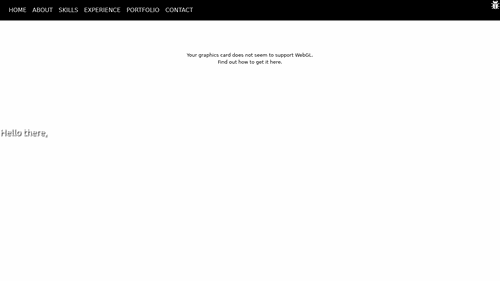 HOME ABOUT SKILLS EXPERIENCE PORTFOLIO CONTACT
Your graphics card does not seem to support WebGL.
Find out how to get it here.
Hello there,